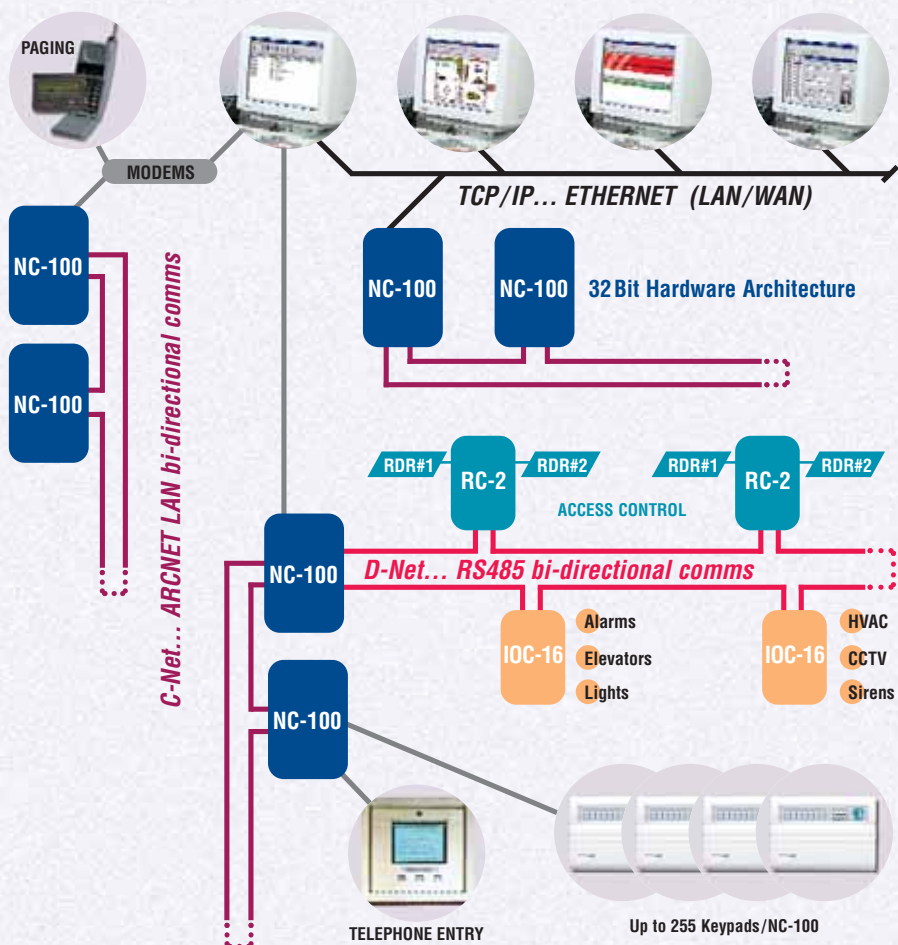 PAGING
MODEMS
TCP/IP... ETHERNET (LAN/WAN)
NC-100
NC-100
C-Net... ARCNET LAN bi-directional comms
NC-100
NC-100
32 Bit Hardware Architecture
RDR#1
RC-2
RDR#2
RDR#1
RC-2
RDR#2
ACCESS CONTROL
NC-100
D-Net... RS485 bi-directional comms
IOC-16
Alarms
Elevators
Lights
IOC-16
HVAC
CCTV
Sirens
NC-100
TELEPHONE ENTRY
Up to 255 Keypads/NC-100